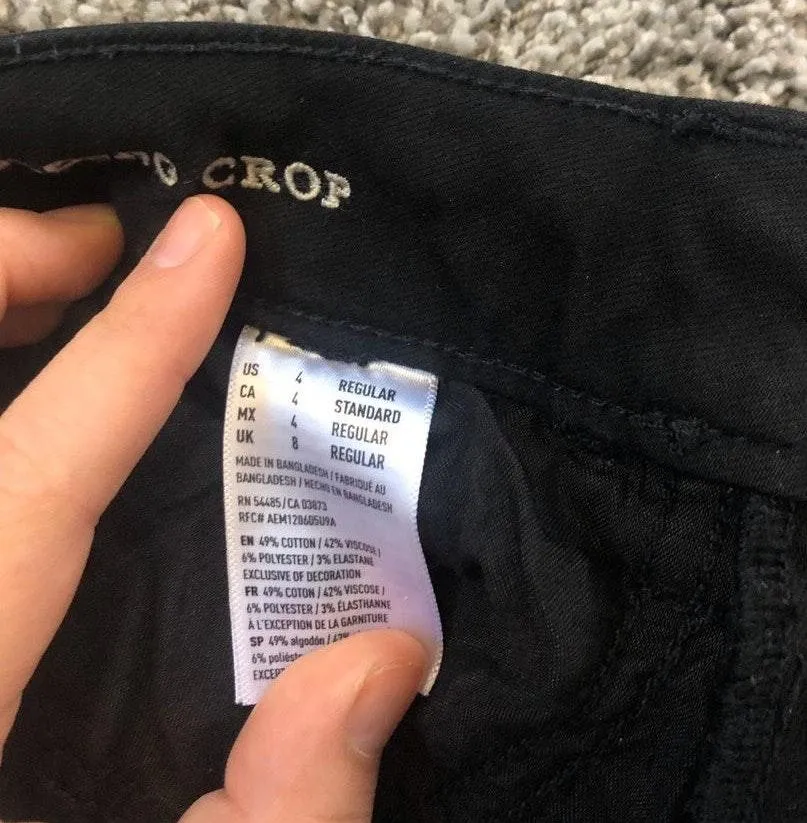 CROP
US 4 REGULAR
CA 4 STANDARD
MX 4 REGULAR
UK 8 REGULAR
MADE IN BANGLADESH / FABRIQUÉ AU
BANGLADESH / HECHO EN BANGLADESH
RN 54485/CA 03873
RFC# AEM120605U9A
EN 49% COTTON / 42% VISCOSE /
6% POLYESTER / 3% ELASTANE
EXCLUSIVE OF DECORATION
FR 49% COTON / 42% VISCOSE /
6% POLYESTER / 3% ÉLASTHANNE
À L'EXCEPTION DE LA GARNITURE
SP 49% algodón /
6%